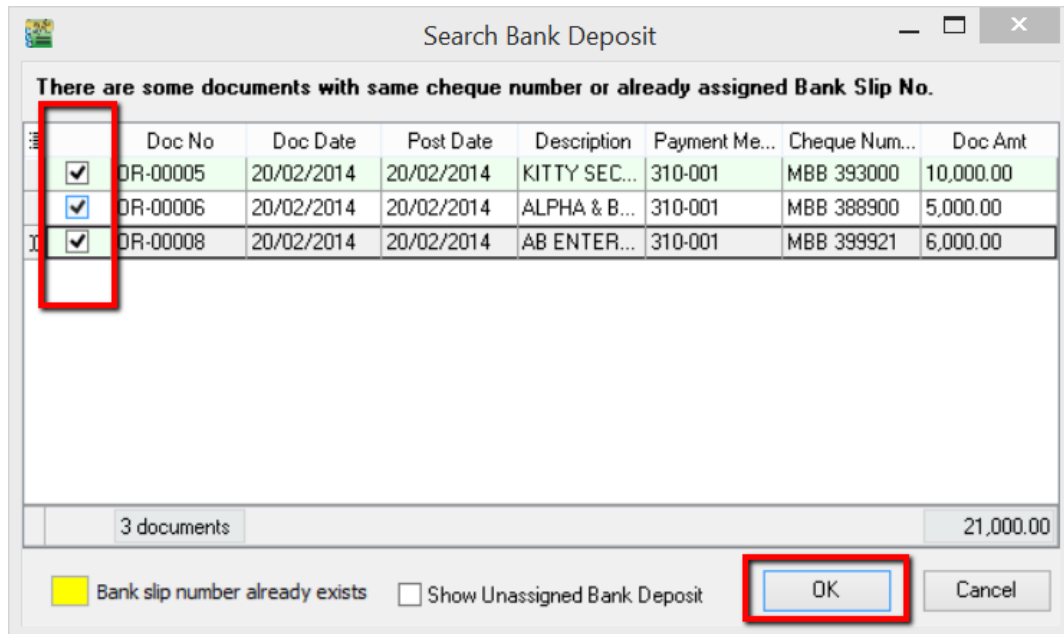 Search Bank Deposit
There are some documents with same cheque number or already assigned Bank Slip No.
Doc No Doc Date Post Date Description Payment Me... Cheque Num... Doc Amt
OR-00005 20/02/2014 20/02/2014 KITTY SEC... 310-001 MBB 393000 10,000.00
OR-00006 20/02/2014 20/02/2014 ALPHA & B... 310-001 MBB 388900 5,000.00
OR-00008 20/02/2014 20/02/2014 AB ENTER... 310-001 MBB 399921 6,000.00
3 documents 21,000.00
Bank slip number already exists Show Unassigned Bank Deposit OK Cancel